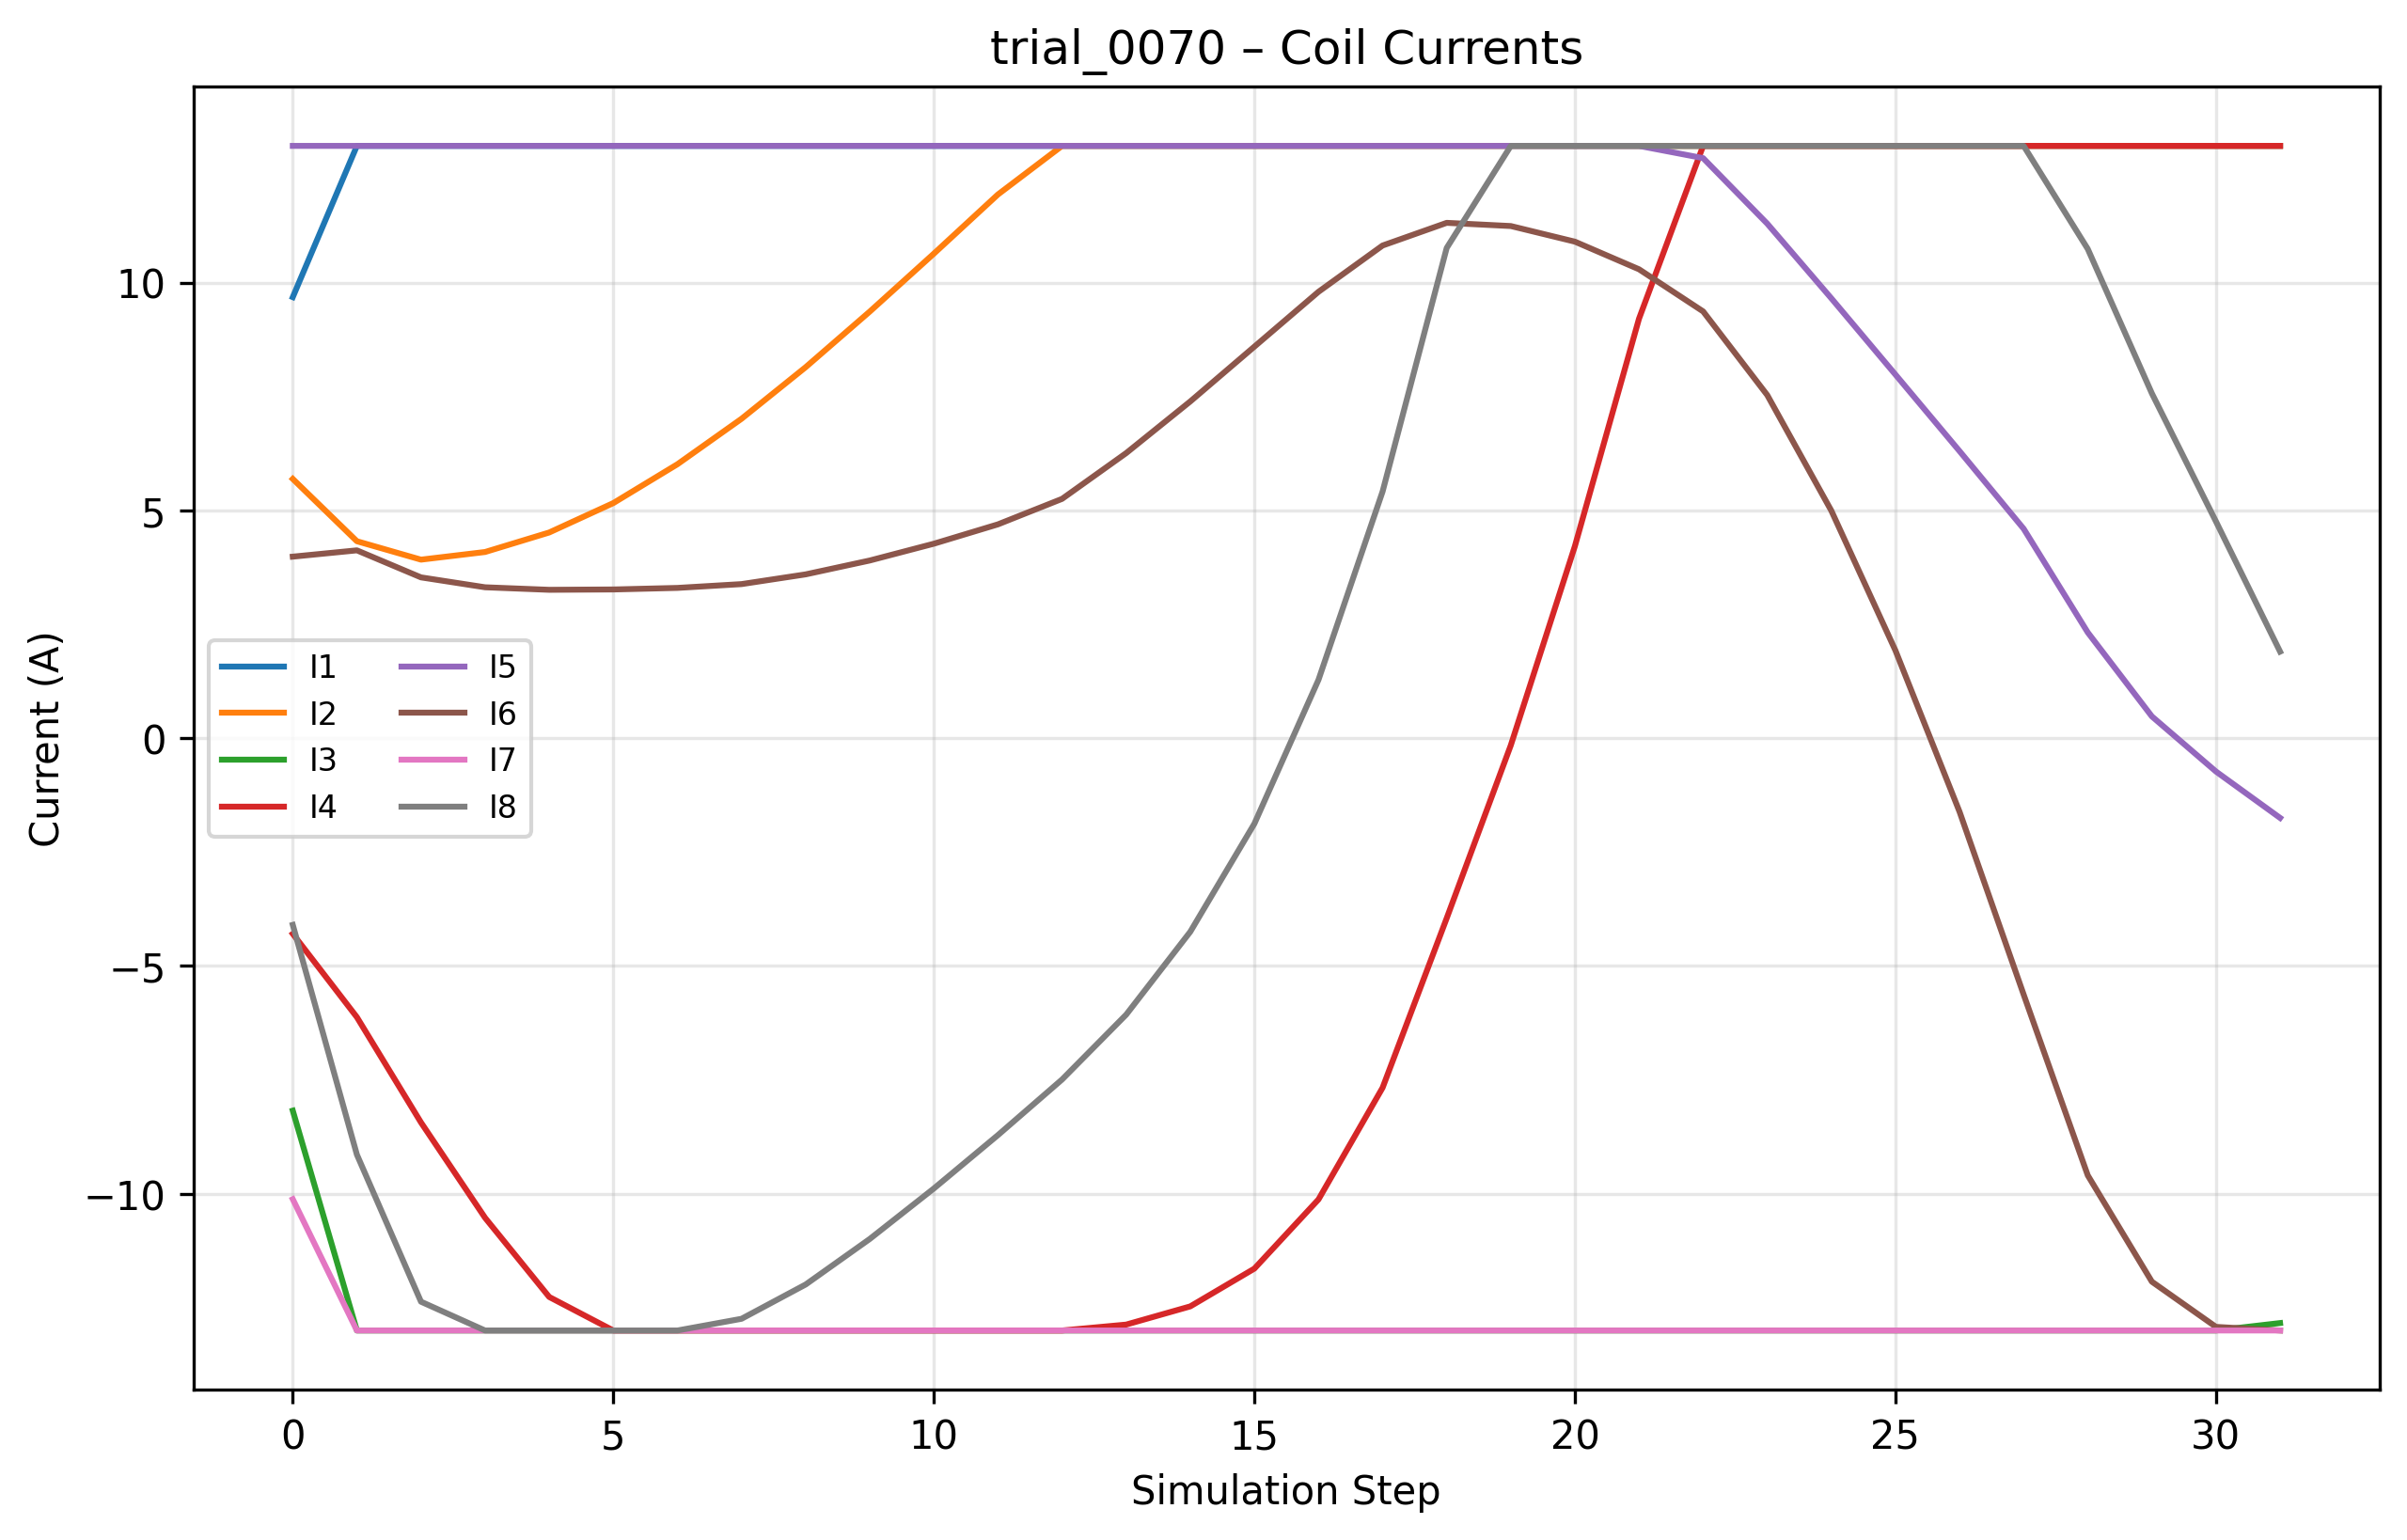 trial_0070 – Coil Currents
Current (A)
10
5
0
−5
−10
I1
I2
I3
I4
I5
I6
I7
I8
0
5
10
15
20
25
30
Simulation Step